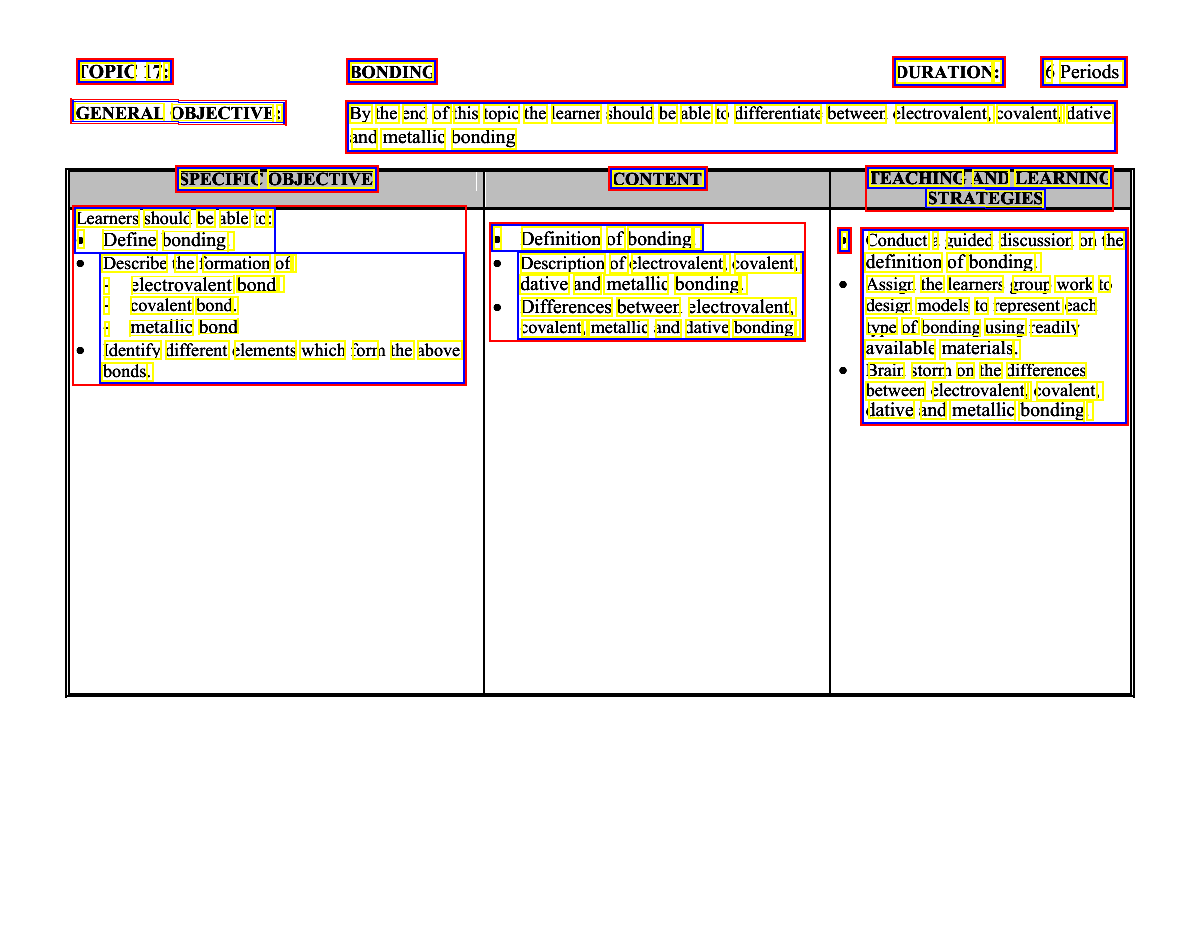 TOPIC 17: BONDING DURATION: 6 Periods
GENERAL OBJECTIVE: By the end of this topic the learner should be able to differentiate between electrovalent, covalent, dative
and metallic bonding
SPECIFIC OBJECTIVE
Learners should be able to:
• Define bonding
• Describe the formation of
- electrovalent bond
- covalent bond.
- metallic bond
• Identify different elements which form the above
bonds.
CONTENT
• Definition of bonding
• Description of electrovalent, covalent,
dative and metallic bonding.
• Differences between electrovalent,
covalent, metallic and dative bonding
TEACHING AND LEARNING
STRATEGIES
• Conduct a guided discussion on the
definition of bonding.
• Assign the learners group work to
design models to represent each
type of bonding using readily
available materials.
• Brain storm on the differences
between electrovalent, covalent,
dative and metallic bonding